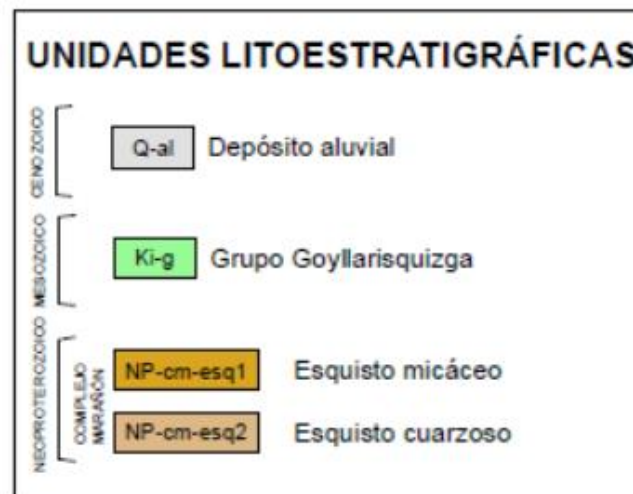 UNIDADES LITOESTRATIGRÁFICAS
CENOZOICO
Q-al Depósito aluvial
MESOZOICO
Ki-g Grupo Goyllarisquizga
NEOPROTEROZOICO
COMPLEJO
MARAÑÓN
NP-cm-esq1 Esquisto micáceo
NP-cm-esq2 Esquisto cuarzoso